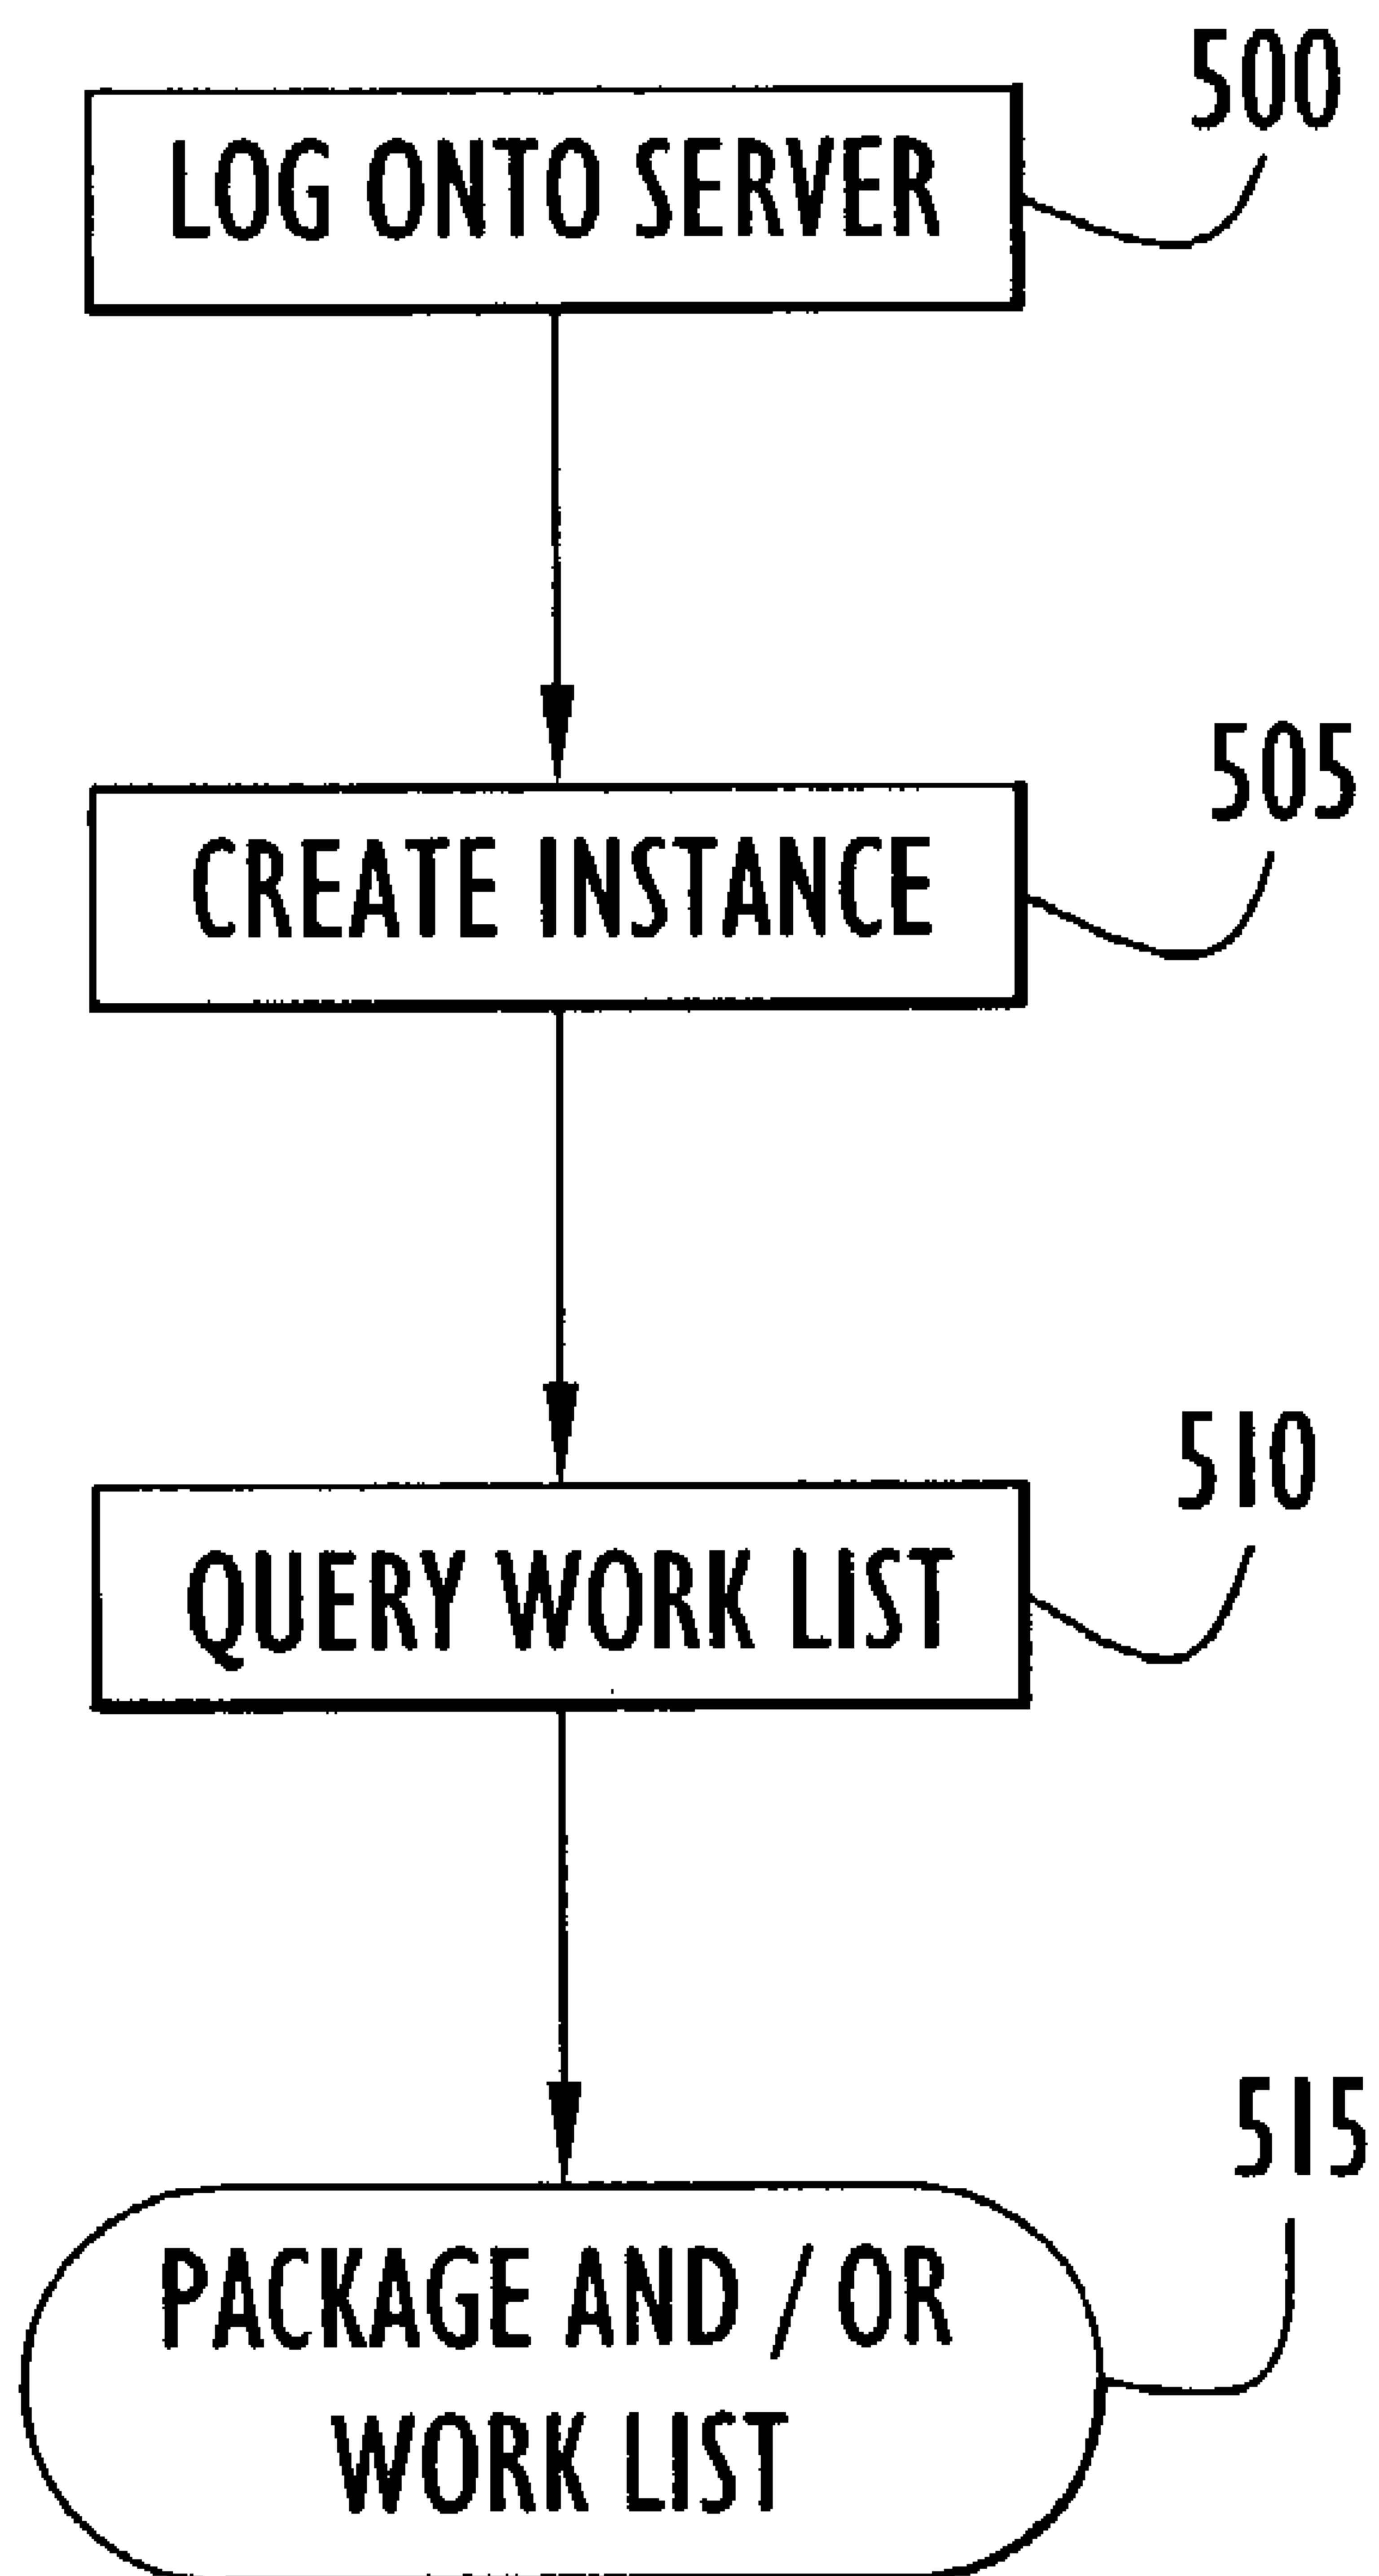 500
LOG ONTO SERVER
505
CREATE INSTANCE
510
QUERY WORK LIST
515
PACKAGE AND / OR
WORK LIST